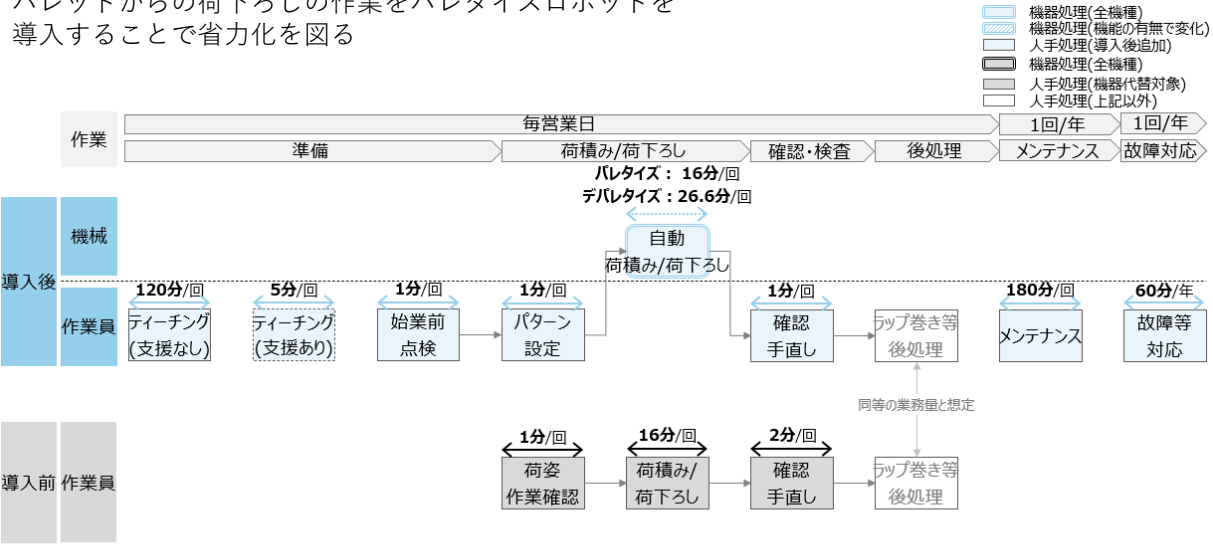 パレットからの荷下ろしの作業をパレタイズロボットを
導入することで省力化を図る
機器処理(全機種)
機器処理(機能の有無で変化)
人手処理(導入後追加)
機器処理(全機種)
人手処理(機器代替対象)
人手処理(上記以外)
作業
毎営業日
1回/年
1回/年
準備
荷積み/荷下ろし
確認・検査
後処理
メンテナンス
故障対応
パレタイズ： 16分/回
デパレタイズ：26.6分/回
導入後
機械
自動
荷積み/荷下ろし
作業員
120分/回
5分/回
1分/回
1分/回
1分/回
180分/回
60分/年
ティーチング
(支援なし)
ティーチング
(支援あり)
始業前
点検
パターン
設定
確認
手直し
ラップ巻き等
後処理
メンテナンス
故障等
対応
同等の業務量と想定
導入前
作業員
1分/回
16分/回
2分/回
荷姿
作業確認
荷積み/
荷下ろし
確認
手直し
ラップ巻き等
後処理